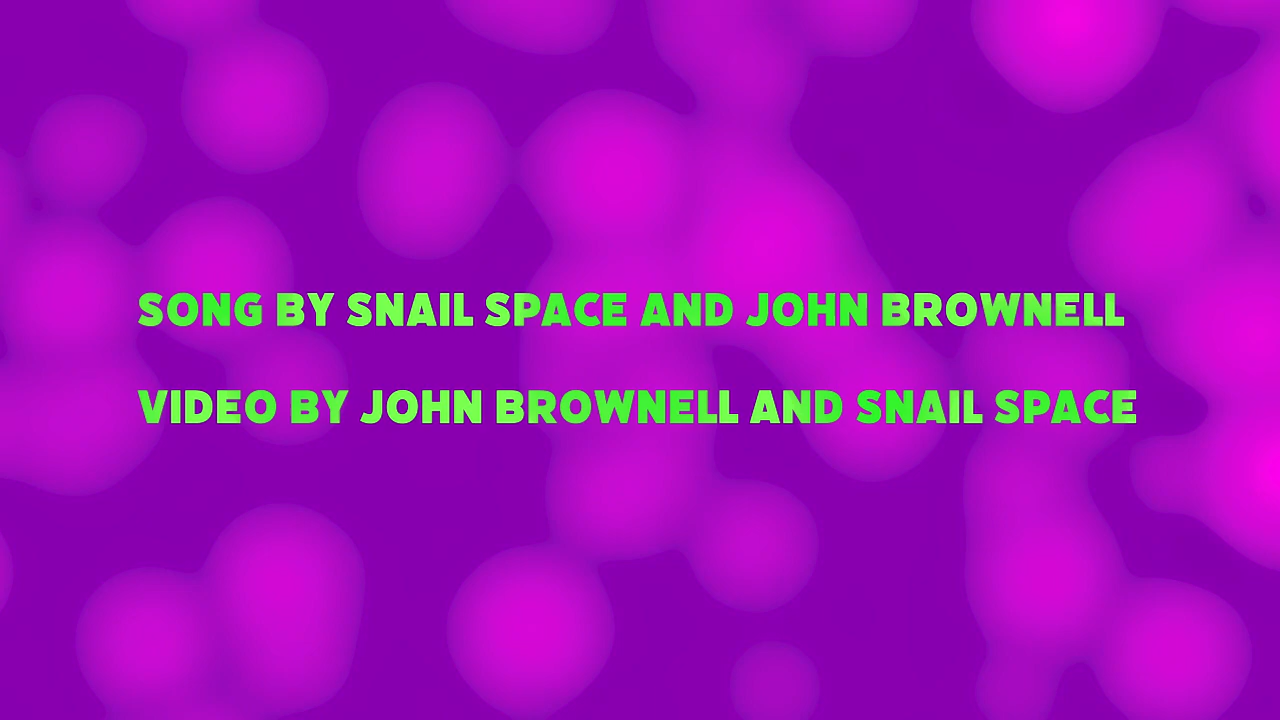 SONG BY SNAIL SPACE AND JOHN BROWNELL
VIDEO BY JOHN BROWNELL AND SNAIL SPACE